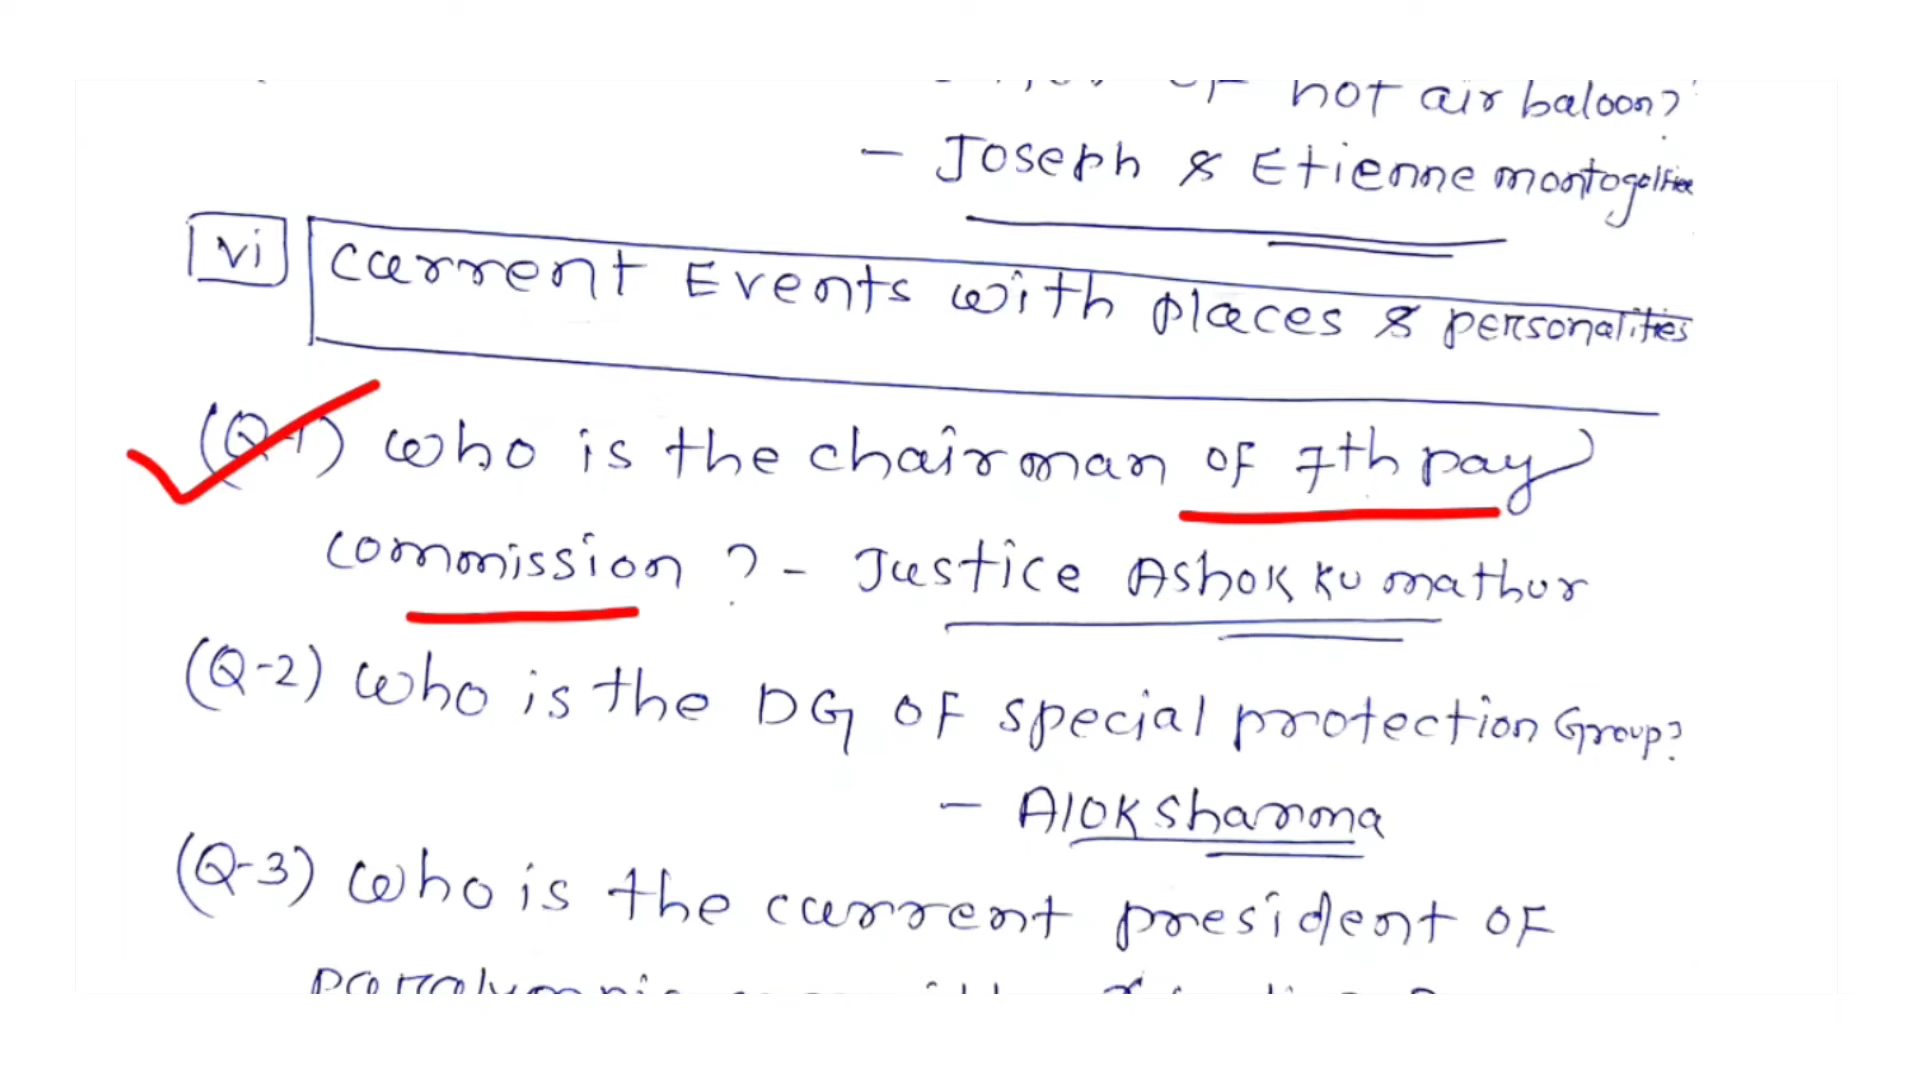 of hot air baloon?
- Joseph & Etienne montogolfier
vi Current Events with places & personalities
(Q-1) who is the chairman of 7th pay
commission ? - Justice Ashok ku mathur
(Q-2) who is the DG of special protection Group?
- Alok sharma
(Q-3) who is the current president of